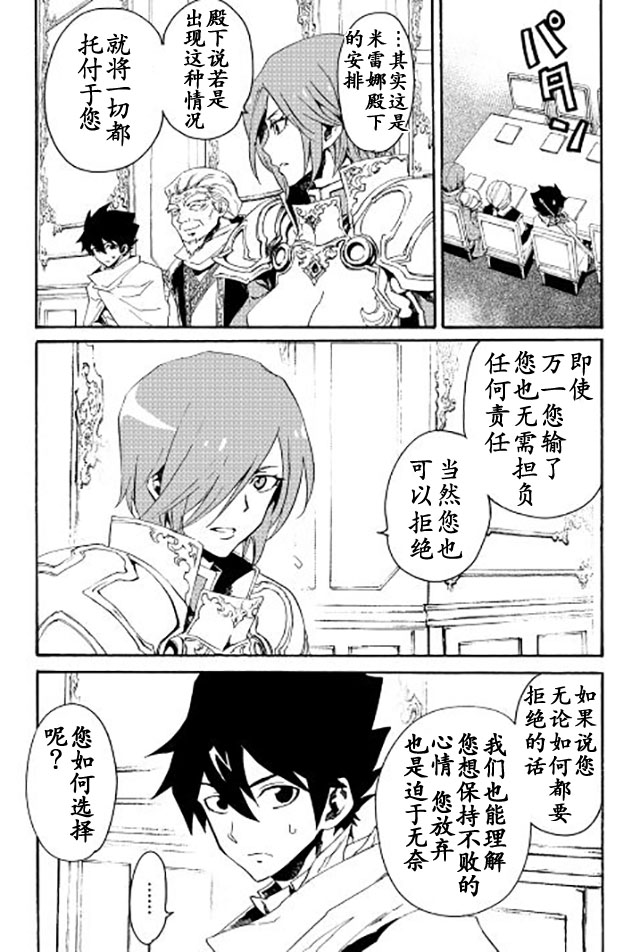 パタン
…其实这是
米雷娜殿下
的安排
殿下说若是
出现这种情况
就将一切都
托付于您
即使
万一您输了
您也无需担负
任何责任
当然您也
可以拒绝
如果说您
无论如何都要
拒绝的话
我们也能理解
您想保持不败的
心情 您放弃
也是迫于无奈
您如何选择
呢？
……